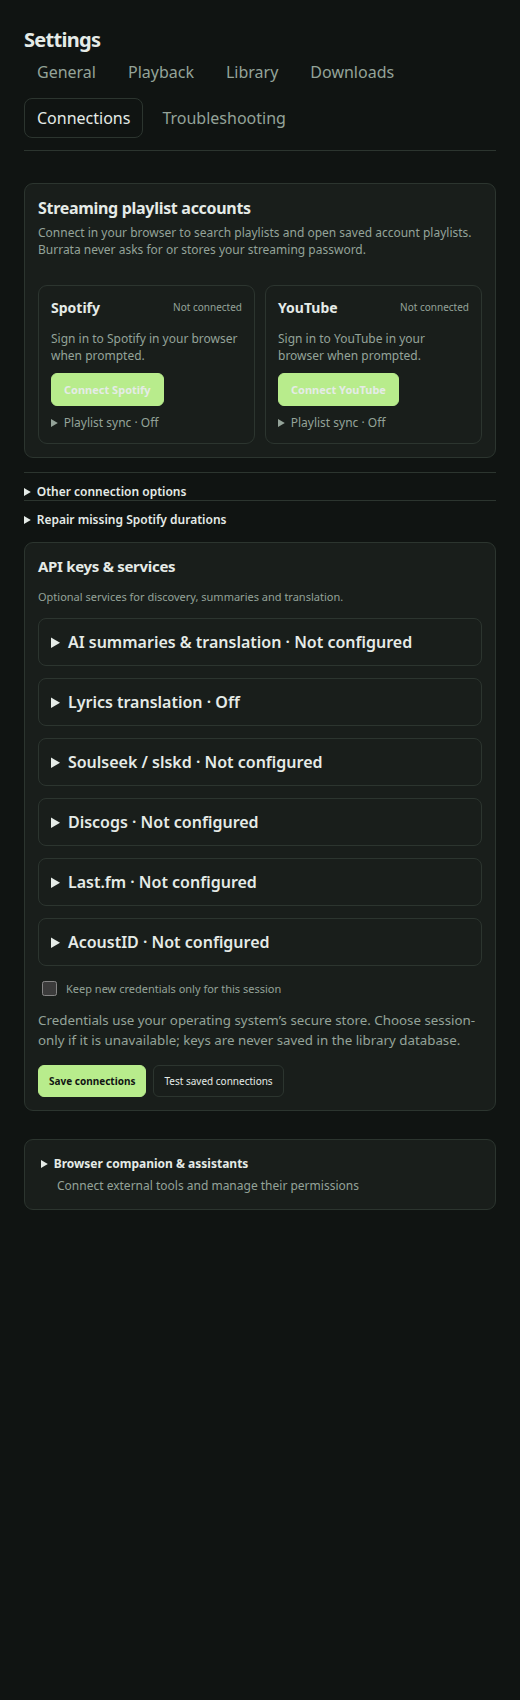 Settings
General Playback Library Downloads
Connections Troubleshooting
Streaming playlist accounts
Connect in your browser to search playlists and open saved account playlists.
Burrata never asks for or stores your streaming password.
Spotify Not connected
Sign in to Spotify in your browser
when prompted.
Connect Spotify
Playlist sync · Off
YouTube Not connected
Sign in to YouTube in your
browser when prompted.
Connect YouTube
Playlist sync · Off
Other connection options
Repair missing Spotify durations
API keys & services
Optional services for discovery, summaries and translation.
AI summaries & translation · Not configured
Lyrics translation · Off
Soulseek / slskd · Not configured
Discogs · Not configured
Last.fm · Not configured
AcoustID · Not configured
Keep new credentials only for this session
Credentials use your operating system’s secure store. Choose session-
only if it is unavailable; keys are never saved in the library database.
Save connections Test saved connections
Browser companion & assistants
Connect external tools and manage their permissions